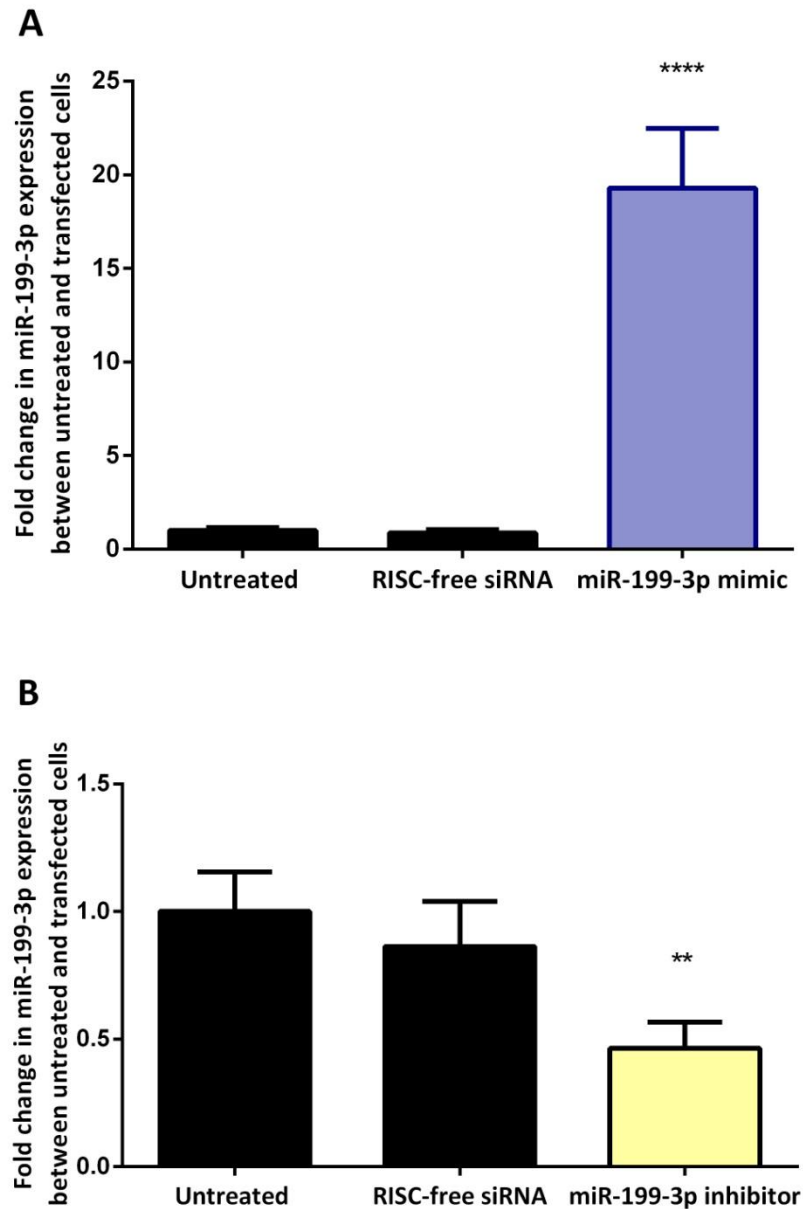 A
Fold change in miR-199-3p expression
between untreated and transfected cells
25
20
15
10
5
0
****
Untreated
RISC-free siRNA
miR-199-3p mimic
B
Fold change in miR-199-3p expression
between untreated and transfected cells
1.5
1.0
0.5
0.0
**
Untreated
RISC-free siRNA
miR-199-3p inhibitor